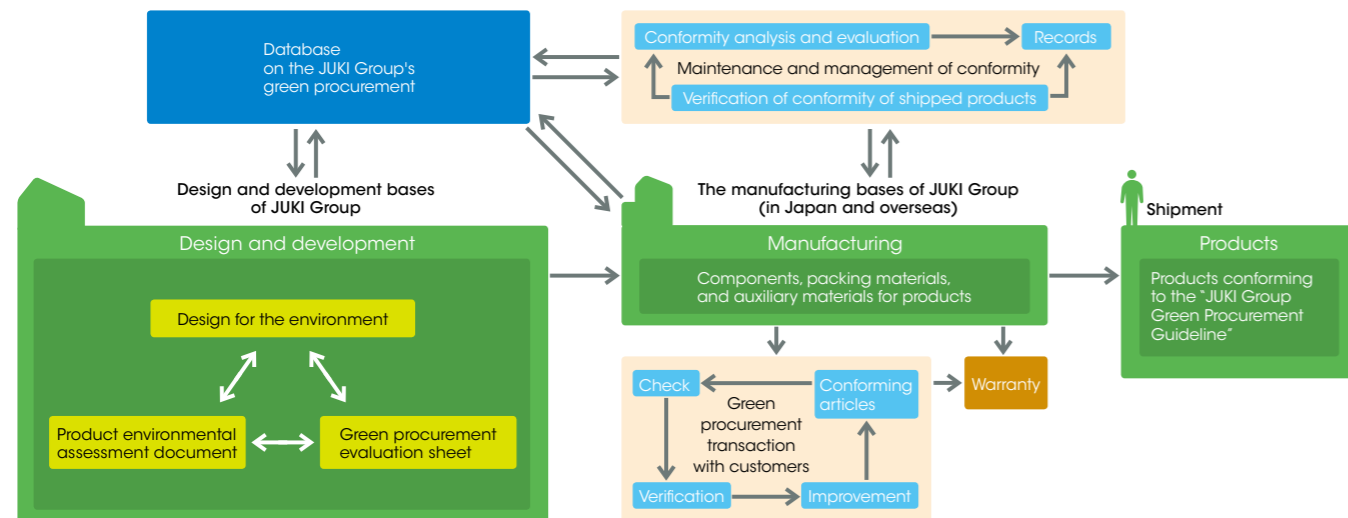 Database
on the JUKI Group's
green procurement
Conformity analysis and evaluation
Records
Maintenance and management of conformity
Verification of conformity of shipped products
Design and development bases
of JUKI Group
The manufacturing bases of JUKI Group
(in Japan and overseas)
Shipment
Design and development
Design for the environment
Product environmental
assessment document
Green procurement
evaluation sheet
Manufacturing
Components, packing materials,
and auxiliary materials for products
Products
Products conforming
to the “JUKI Group
Green Procurement
Guideline”
Check
Conforming
articles
Green
procurement
transaction
with customers
Verification
Improvement
Warranty